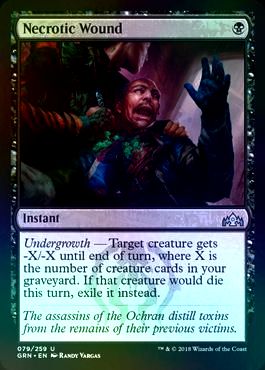 Necrotic Wound
Instant
Undergrowth — Target creature gets
-X/-X until end of turn, where X is
the number of creature cards in your
graveyard. If that creature would die
this turn, exile it instead.
The assassins of the Ochran distill toxins
from the remains of their previous victims.
079/259 U
GRN • EN RANDY VARGAS
™ & © 2018 Wizards of the Coast